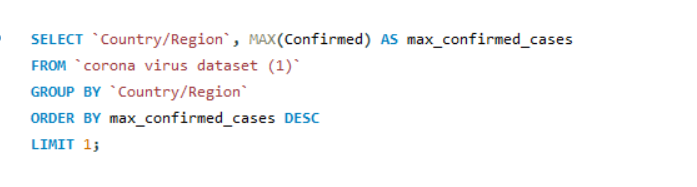 SELECT `Country/Region`, MAX(Confirmed) AS max_confirmed_cases
FROM `corona virus dataset (1)`
GROUP BY `Country/Region`
ORDER BY max_confirmed_cases DESC
LIMIT 1;